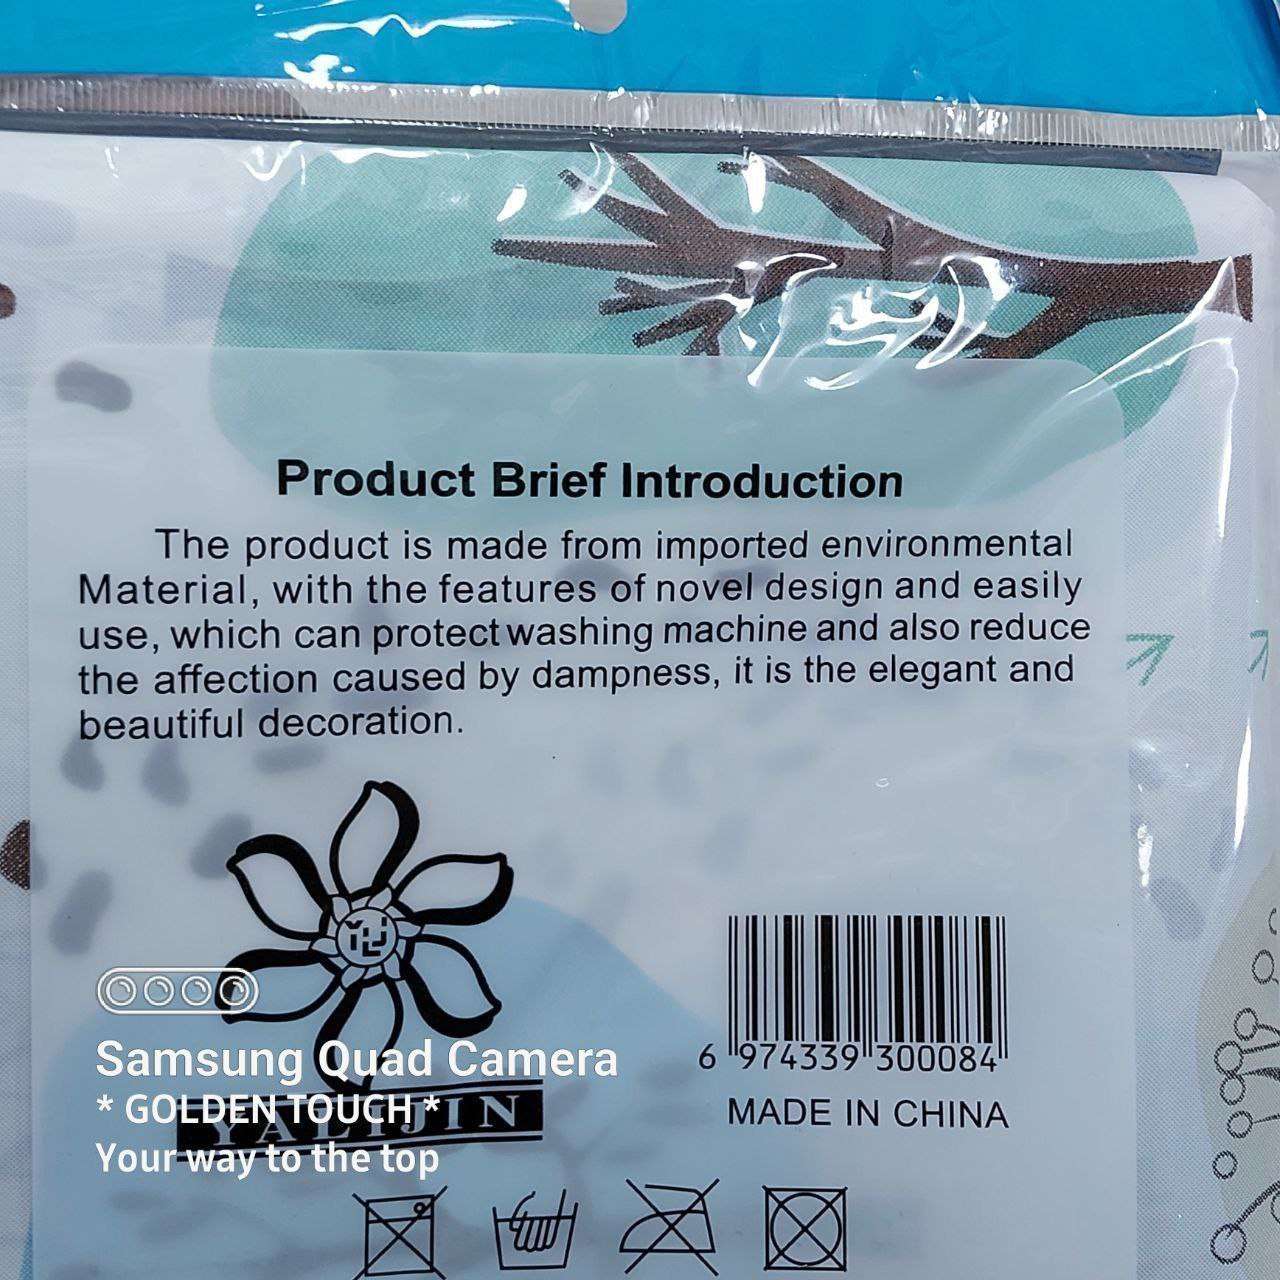 Product Brief Introduction
The product is made from imported environmental
Material, with the features of novel design and easily
use, which can protect washing machine and also reduce
the affection caused by dampness, it is the elegant and
beautiful decoration.
YLJ
6 974339 300084
MADE IN CHINA
YALIJIN
Samsung Quad Camera
* GOLDEN TOUCH *
Your way to the top